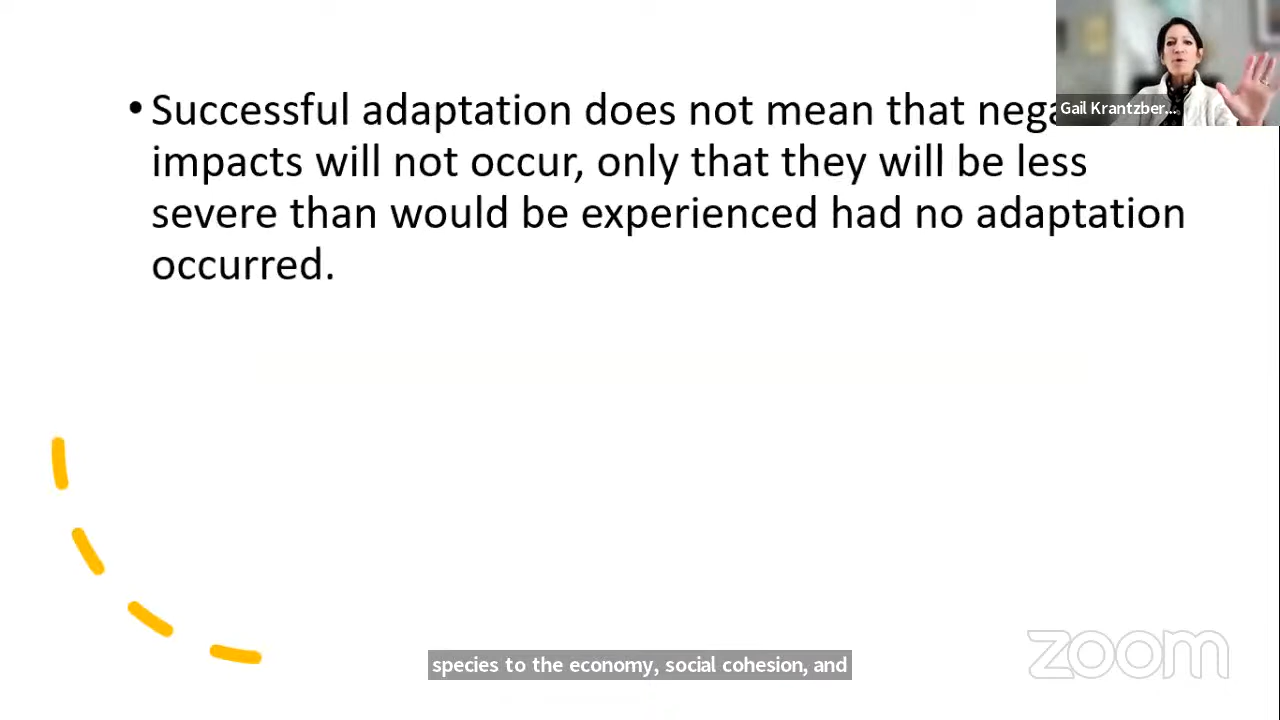 • Successful adaptation does not mean that nega
impacts will not occur, only that they will be less
severe than would be experienced had no adaptation
occurred.
Gail Krantzber...
species to the economy, social cohesion, and
zoom